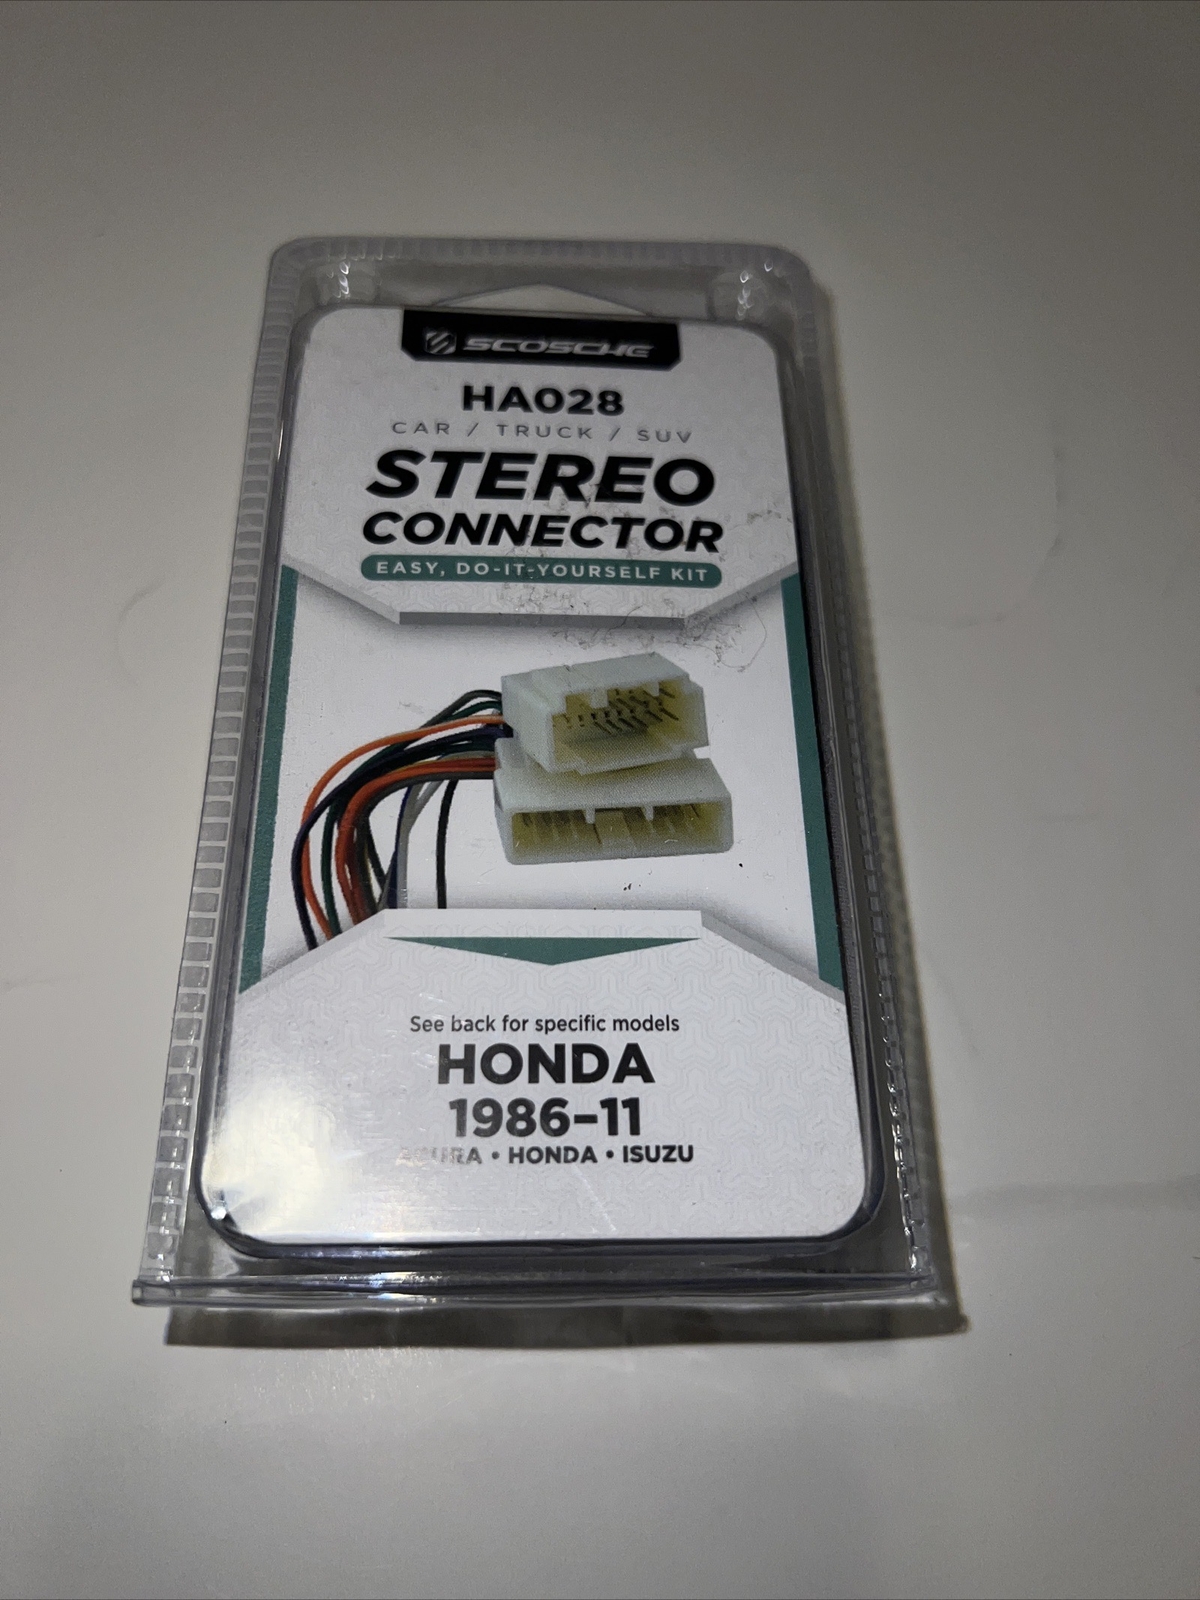 SCOSCHE
HA028
CAR / TRUCK / SUV
STEREO
CONNECTOR
EASY, DO-IT-YOURSELF KIT
See back for specific models
HONDA
1986-11
ACURA • HONDA • ISUZU